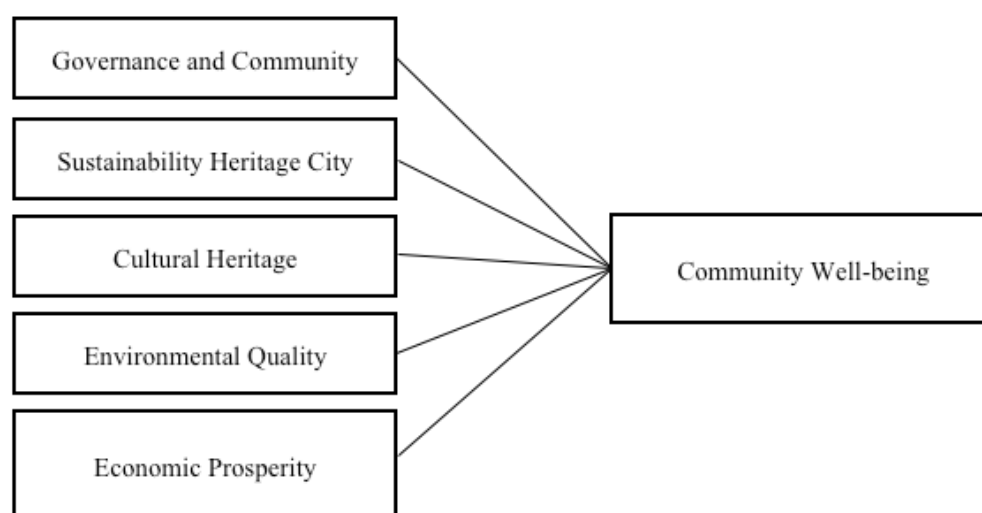 Governance and Community
Sustainability Heritage City
Cultural Heritage
Community Well-being
Environmental Quality
Economic Prosperity